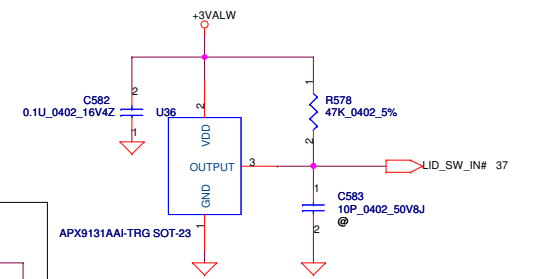 +3VALW
C582
0.1U_0402_16V4Z
2
1
U36
2
VDD
OUTPUT
3
GND
1
APX9131AAI-TRG SOT-23
1
R578
47K_0402_5%
2
LID_SW_IN# 37
1
C583
10P_0402_50V8J
@
2